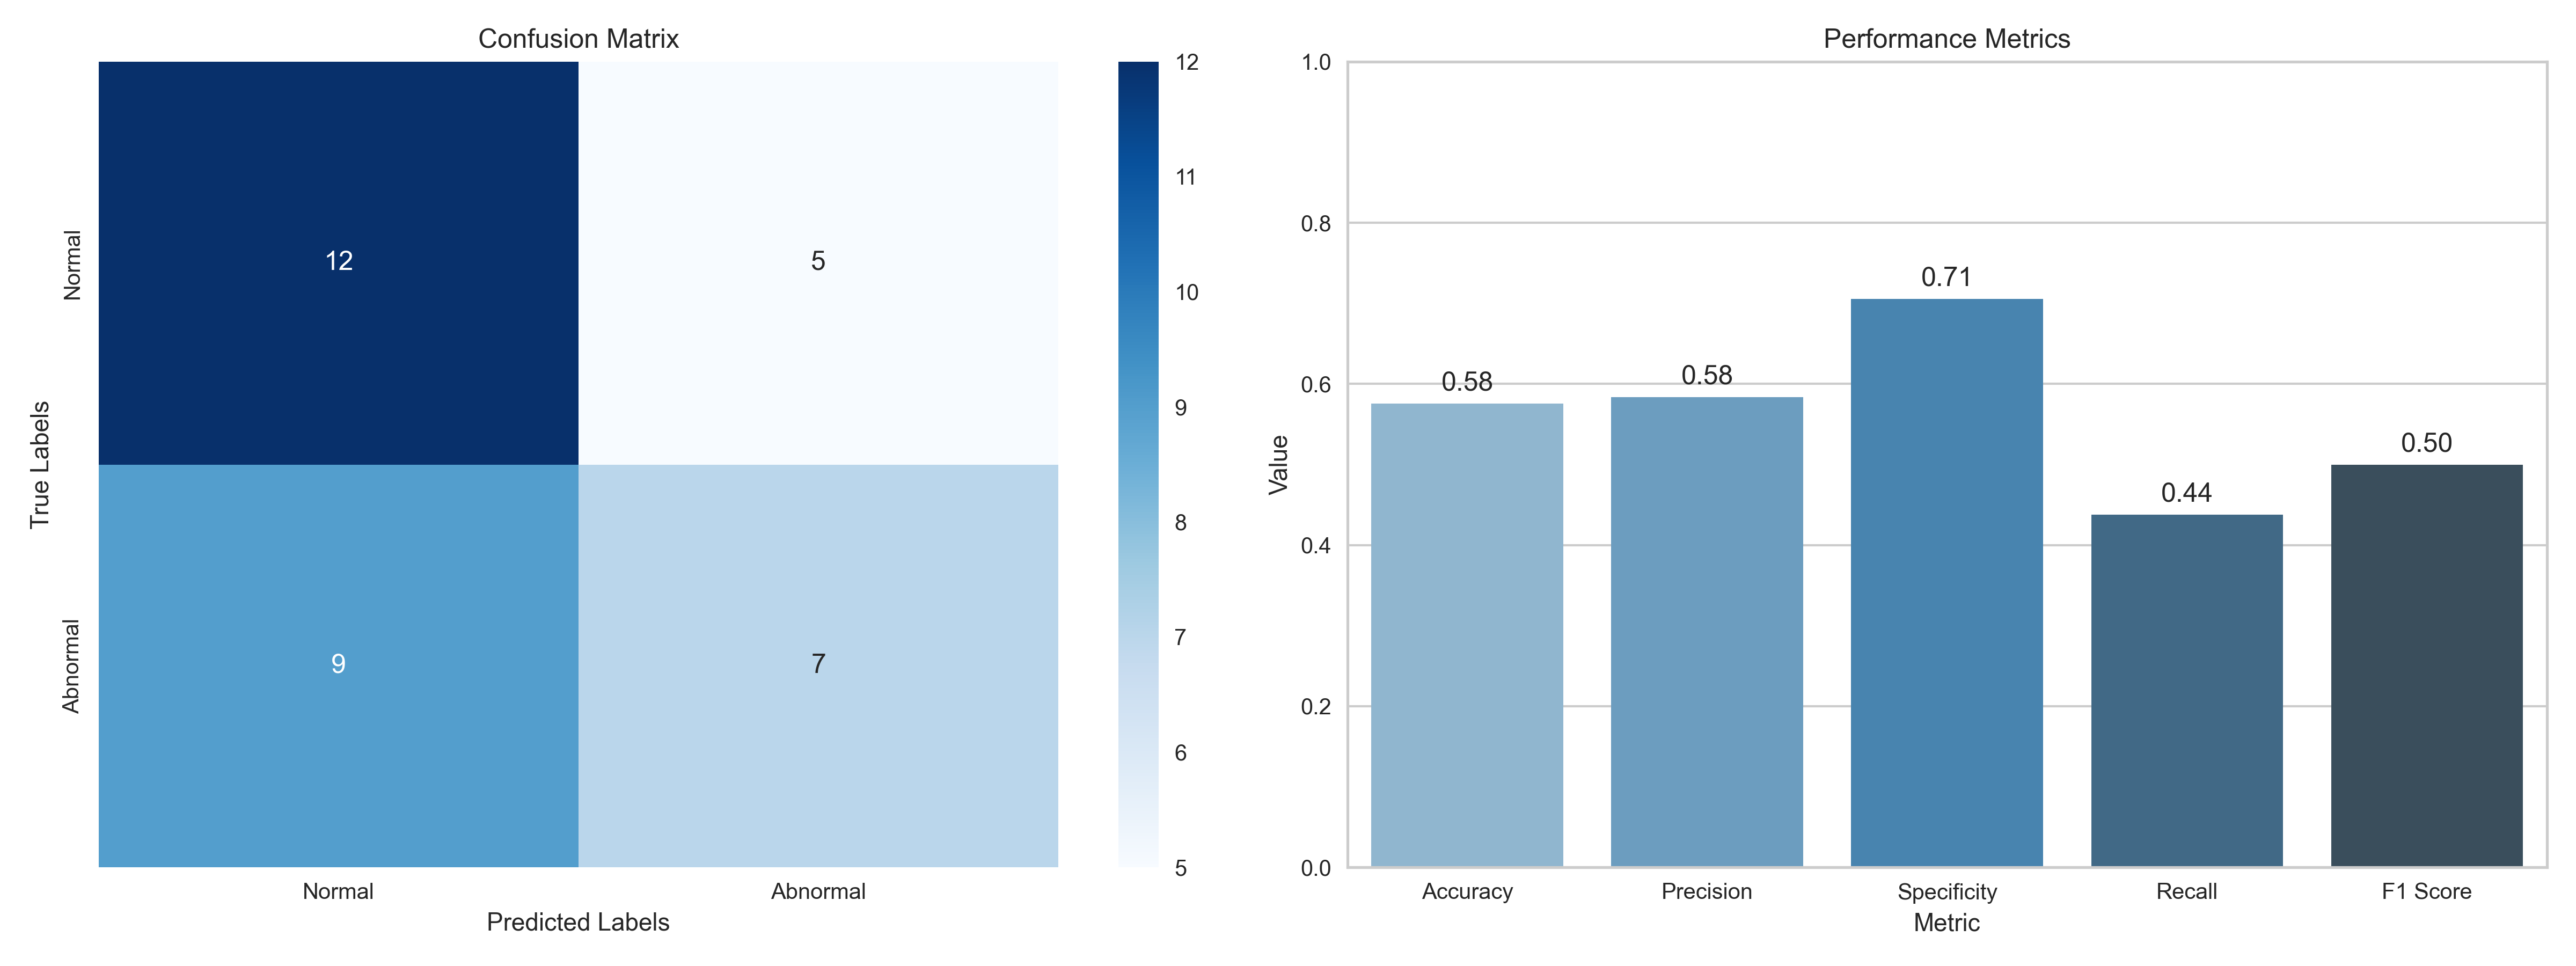 Confusion Matrix
Normal
Abnormal
True Labels
12
5
9
7
Normal
Abnormal
Predicted Labels
12
11
10
9
8
7
6
5
Performance Metrics
1.0
0.8
0.6
0.4
0.2
0.0
Value
0.58
0.58
0.71
0.44
0.50
Accuracy
Precision
Specificity
Recall
F1 Score
Metric